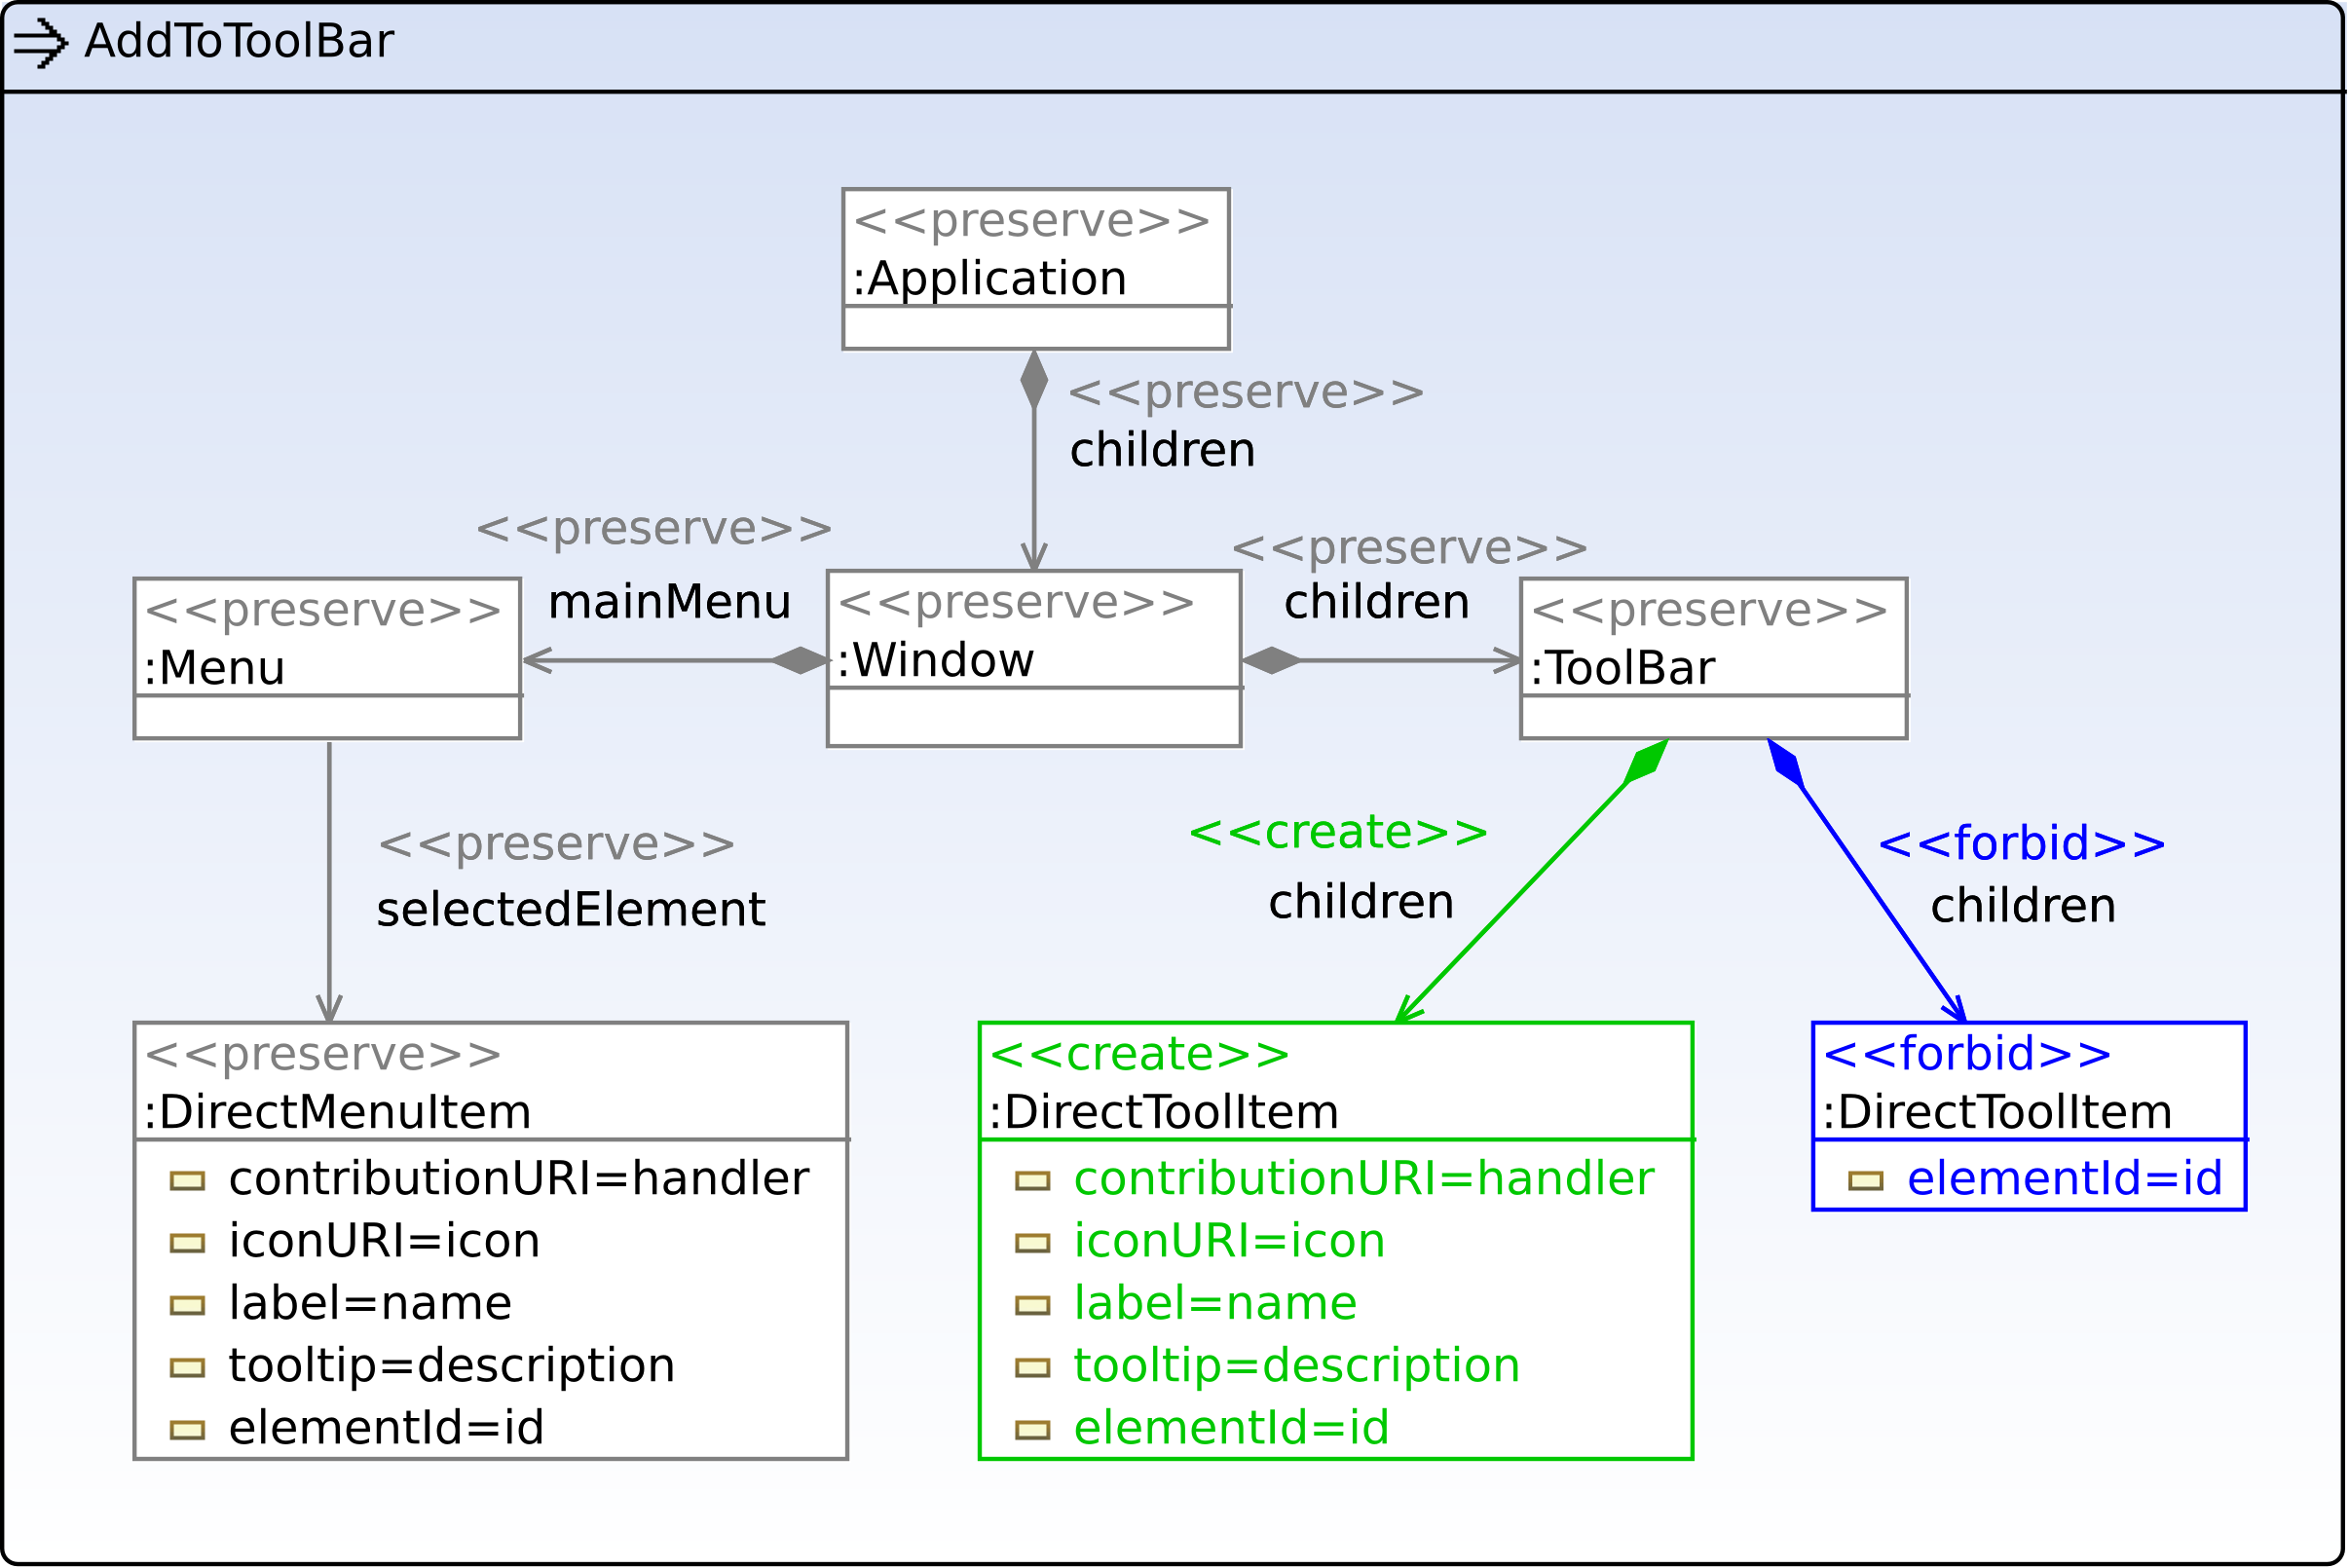 AddToToolBar
<<preserve>>
:Application
<<preserve>>
children
<<preserve>>
mainMenu
<<preserve>>
children
<<preserve>>
:Menu
<<preserve>>
:Window
<<preserve>>
:ToolBar
<<preserve>>
selectedElement
<<create>>
children
<<forbid>>
children
<<preserve>>
:DirectMenuItem
contributionURI=handler
iconURI=icon
label=name
tooltip=description
elementId=id
<<create>>
:DirectToolItem
contributionURI=handler
iconURI=icon
label=name
tooltip=description
elementId=id
<<forbid>>
:DirectToolItem
elementId=id